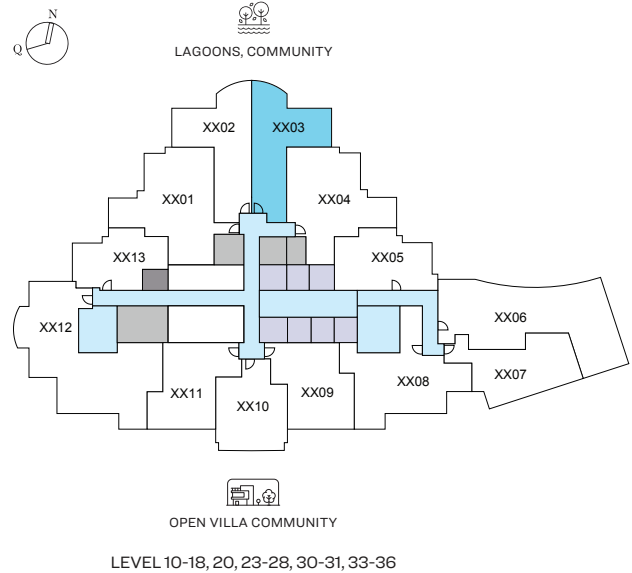 N
Q
LAGOONS, COMMUNITY
XX02
XX03
XX01
XX04
XX13
XX05
XX12
XX06
XX07
XX11
XX10
XX09
XX08
OPEN VILLA COMMUNITY
LEVEL 10-18, 20, 23-28, 30-31, 33-36